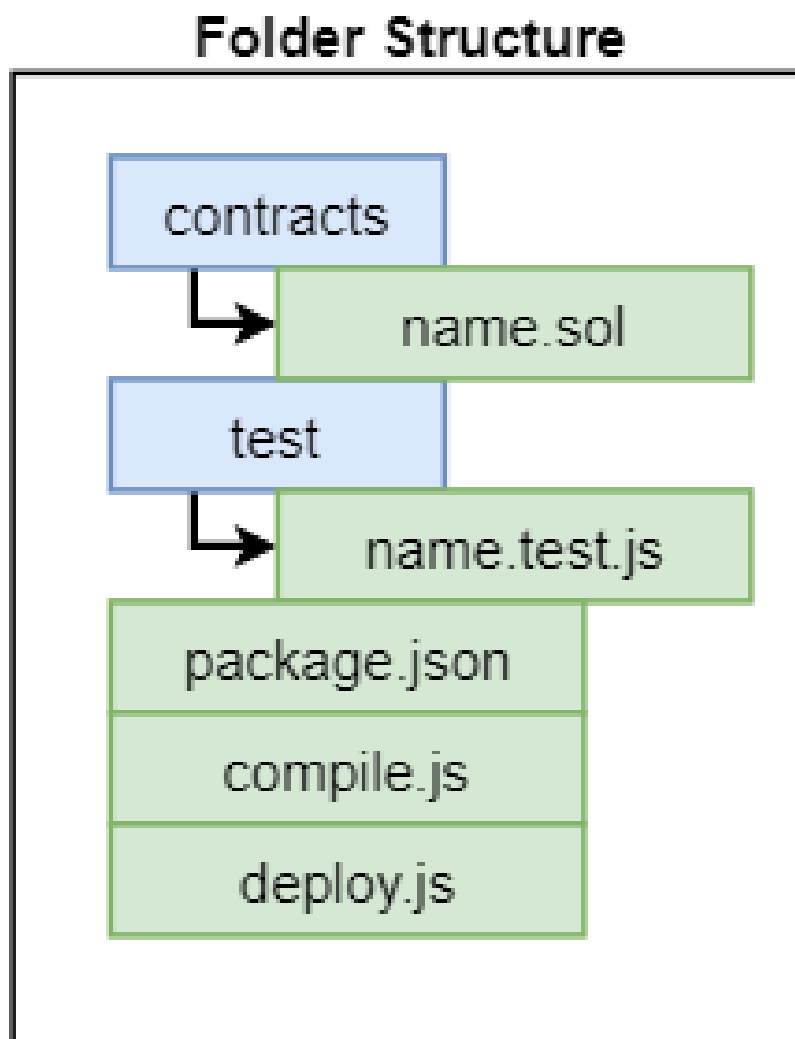 Folder Structure
contracts
name.sol
test
name.test.js
package.json
compile.js
deploy.js